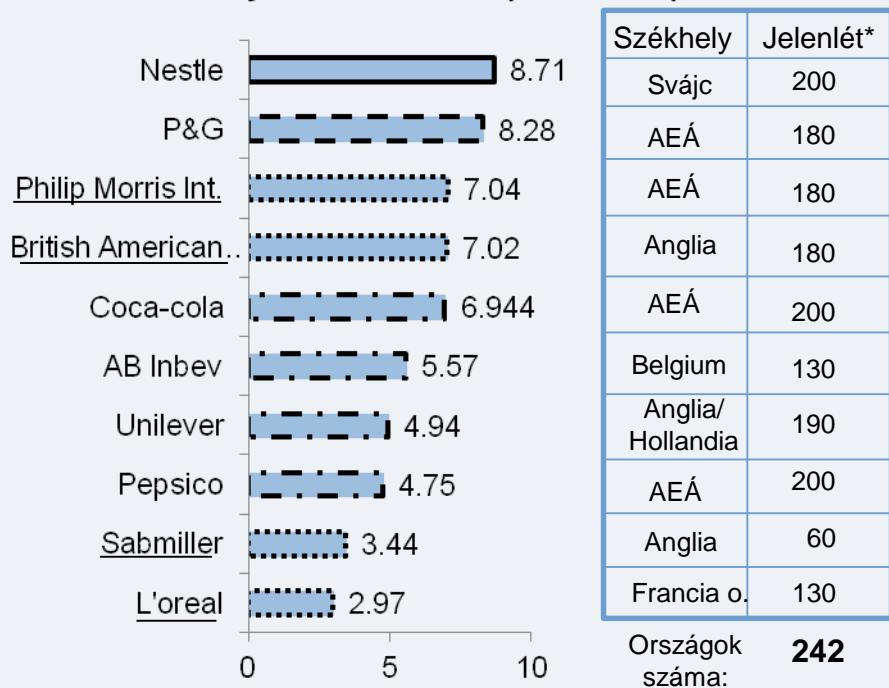 Székhely Jelenlét*
Nestle 8.71 Svájc 200
P&G 8.28 AEÁ 180
Philip Morris Int. 7.04 AEÁ 180
British American.. 7.02 Anglia 180
Coca-cola 6.944 AEÁ 200
AB Inbev 5.57 Belgium 130
Unilever 4.94 Anglia/ Hollandia 190
Pepsico 4.75 AEÁ 200
Sabmiller 3.44 Anglia 60
L'oreal 2.97 Francia o. 130
0 5 10
Országok száma: 242